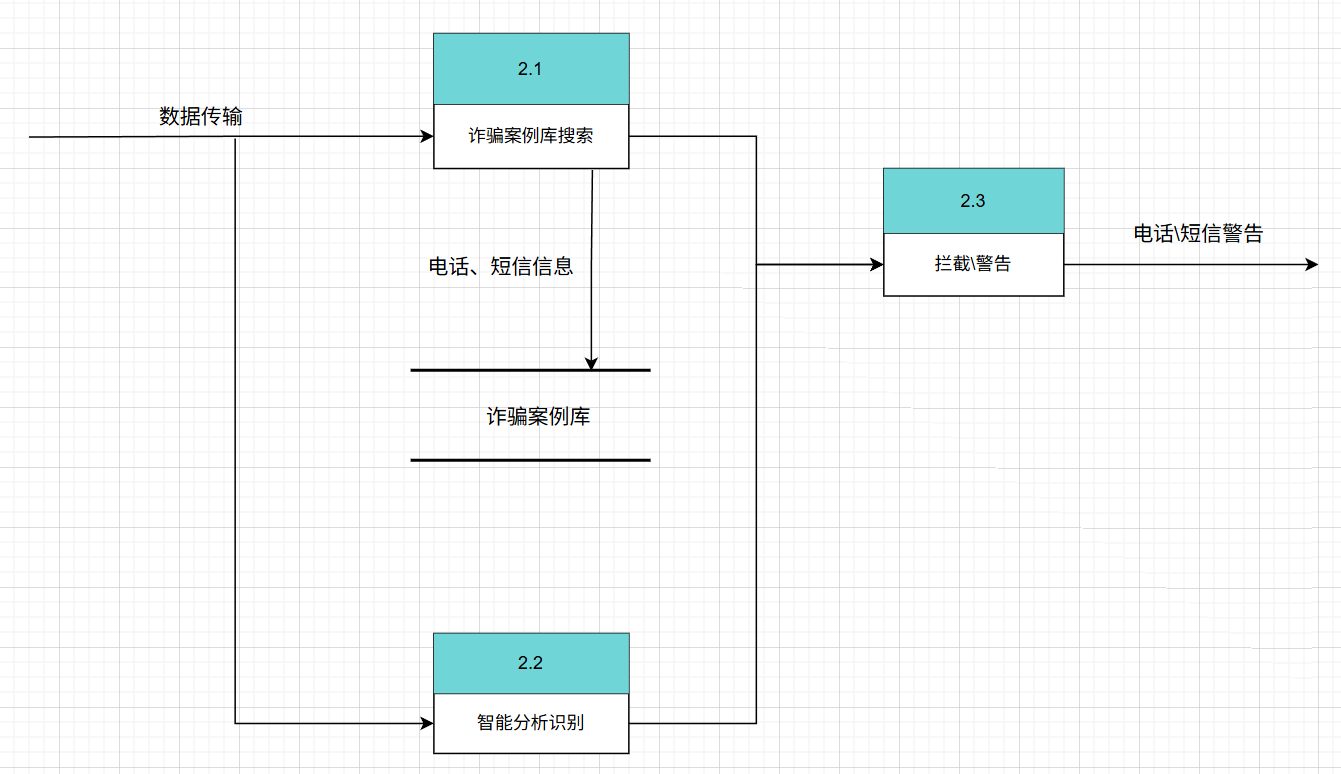 2.1
数据传输
诈骗案例库搜索
2.3
电话\短信警告
电话、短信信息
拦截\警告
诈骗案例库
2.2
智能分析识别